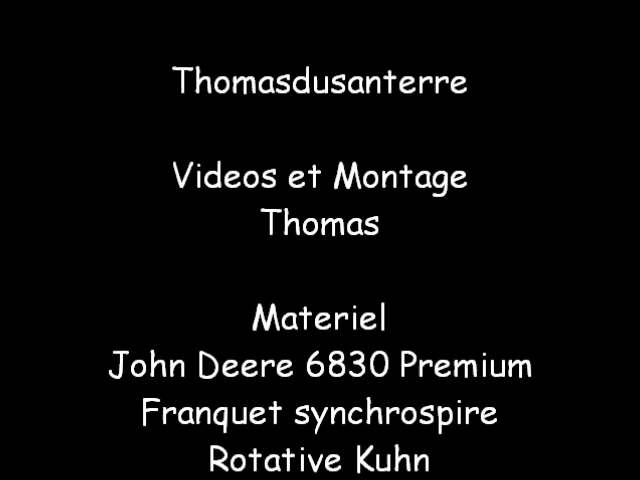 Thomasdusanterre
Videos et Montage
Thomas
Materiel
John Deere 6830 Premium
Franquet synchrospire
Rotative Kuhn